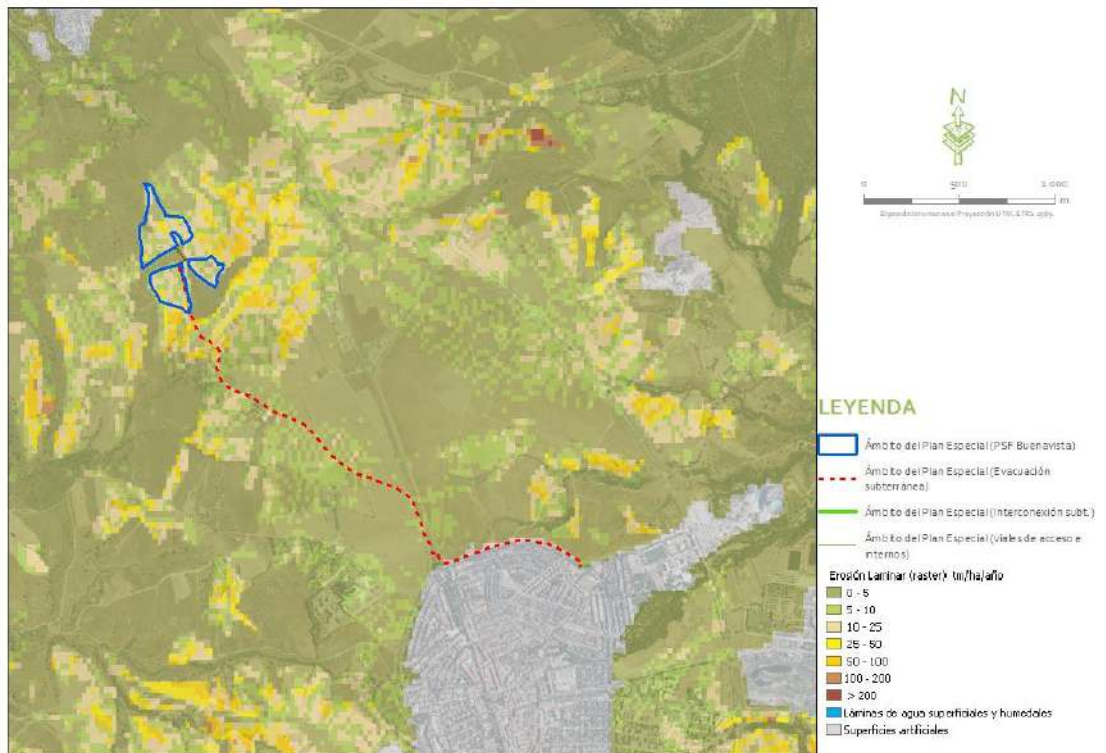 N
0 500 1.000
m
LEYENDA
Ámbito del Plan Especial (PSF Buenavista)
Ámbito del Plan Especial (Evacuación
subterránea)
Ámbito del Plan Especial (Interconexión subt.)
Ámbito del Plan Especial (viales de acceso e
internos)
Erosión Laminar (raster) tm/ha/año
0 - 5
5 - 10
10 - 25
25 - 50
50 - 100
100 - 200
> 200
Láminas de agua superficiales y humedales
Superficies artificiales